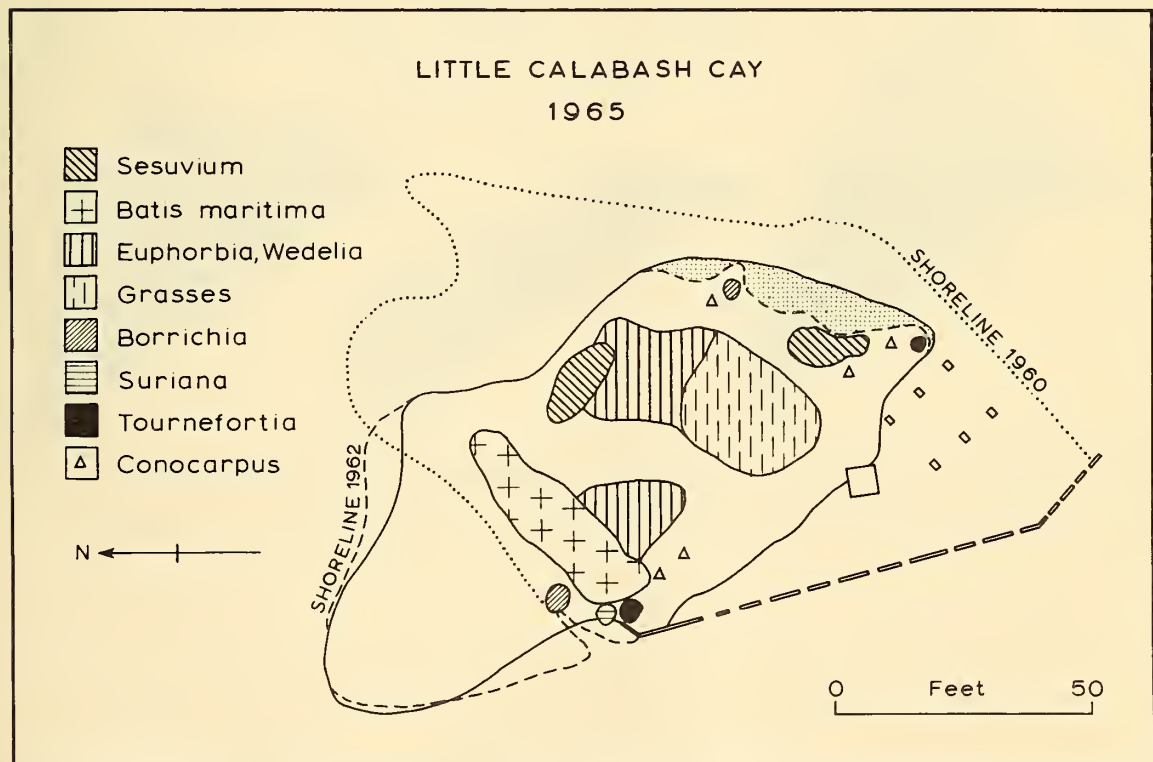 LITTLE CALABASH CAY
1965
Sesuvium
Batis maritima
Euphorbia, Wedelia
Grasses
Borrichia
Suriana
Tournefortia
Conocarpus
SHORELINE 1960
SHORELINE 1962
N
0 Feet 50